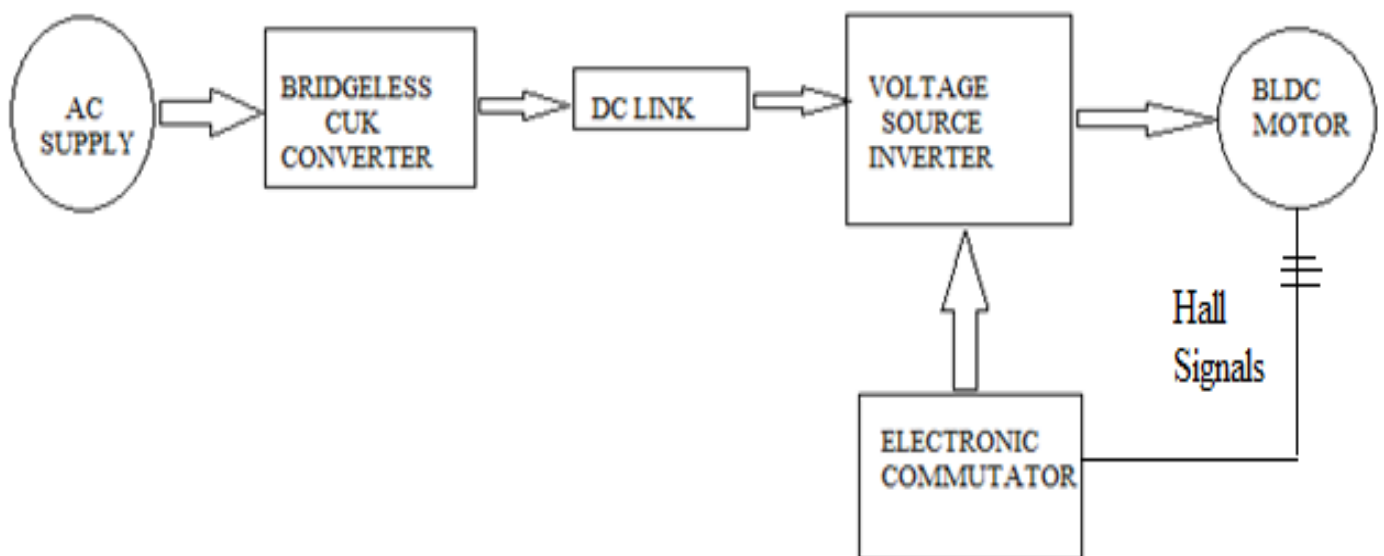 AC
SUPPLY
BRIDGELESS
CUK
CONVERTER
DC LINK
VOLTAGE
SOURCE
INVERTER
BLDC
MOTOR
Hall
Signals
ELECTRONIC
COMMUTATOR